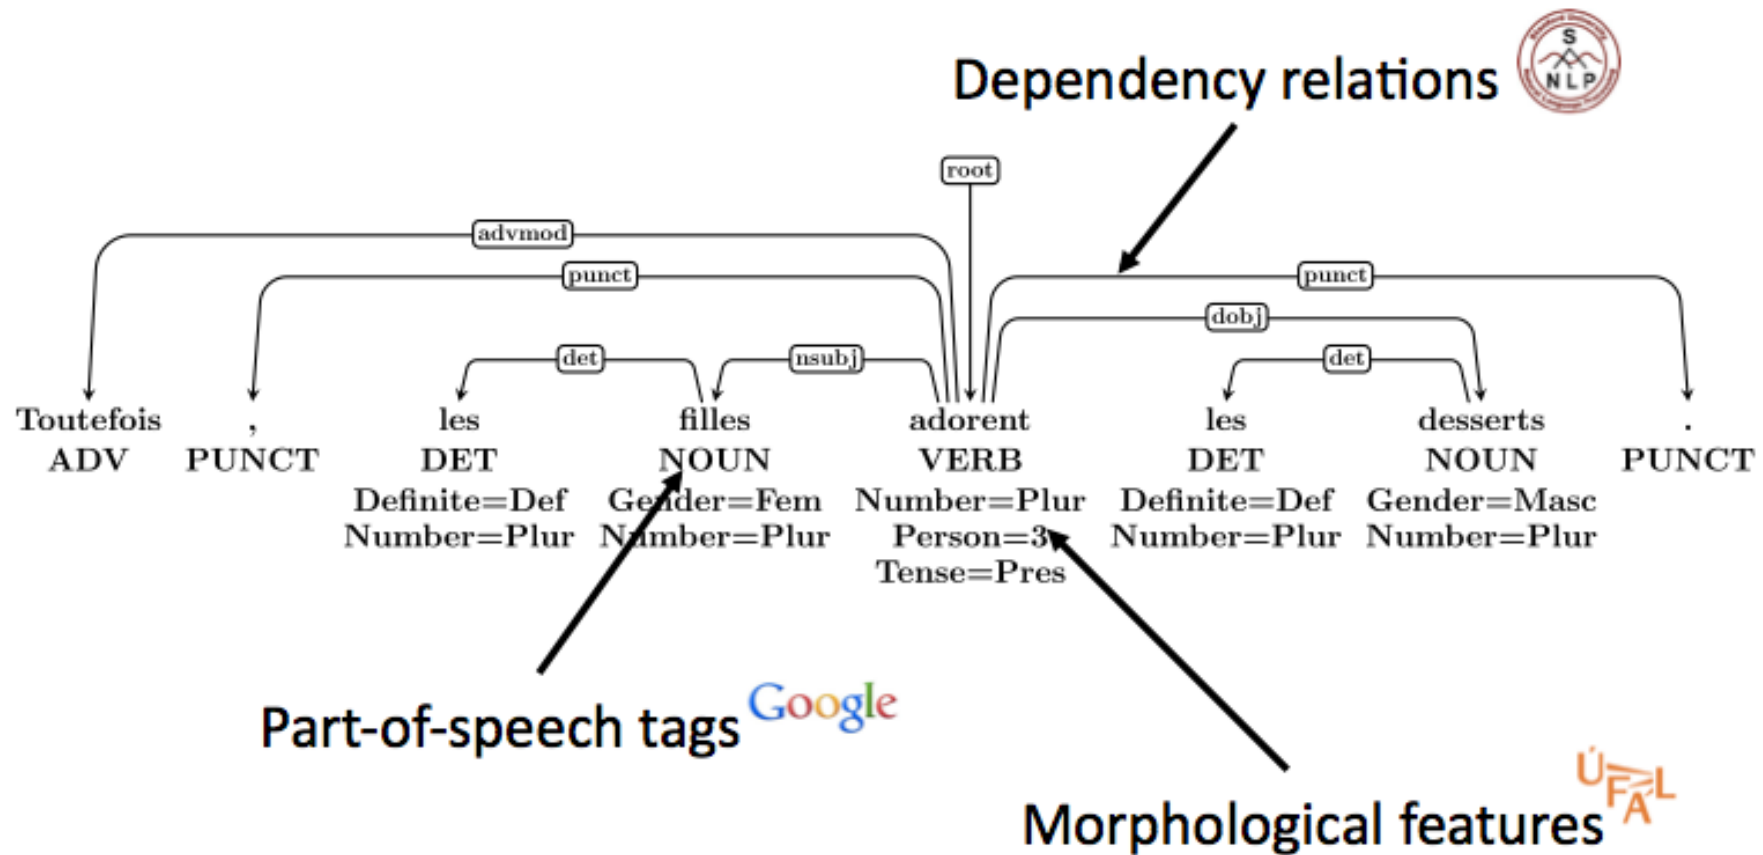 Dependency relations
S
NLP
root
advmod
punct
punct
dobj
det
nsubj
det
Toutefois , les filles adorent les desserts .
ADV PUNCT DET NOUN VERB DET NOUN PUNCT
Definite=Def Gender=Fem Number=Plur Definite=Def Gender=Masc
Number=Plur Number=Plur Person=3 Number=Plur Number=Plur
Tense=Pres
Part-of-speech tags Google
Morphological features ÚFAL